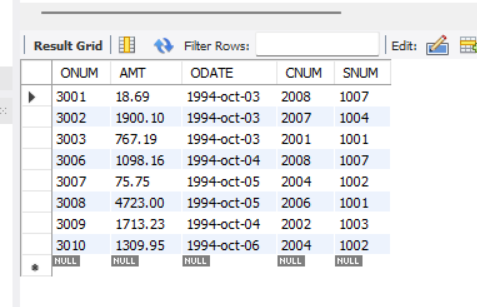 Result Grid Filter Rows: Edit:
ONUM AMT ODATE CNUM SNUM
3001 18.69 1994-oct-03 2008 1007
3002 1900.10 1994-oct-03 2007 1004
3003 767.19 1994-oct-03 2001 1001
3006 1098.16 1994-oct-04 2008 1007
3007 75.75 1994-oct-05 2004 1002
3008 4723.00 1994-oct-05 2006 1001
3009 1713.23 1994-oct-04 2002 1003
3010 1309.95 1994-oct-06 2004 1002
NULL NULL NULL NULL NULL